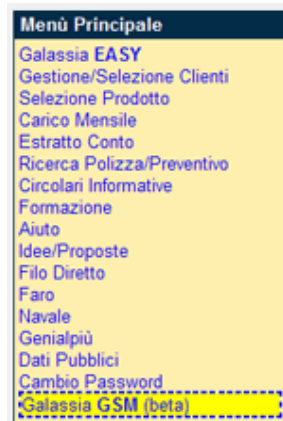 Menù Principale
Galassia EASY
Gestione/Selezione Clienti
Selezione Prodotto
Carico Mensile
Estratto Conto
Ricerca Polizza/Preventivo
Circolari Informative
Formazione
Aiuto
Idee/Proposte
Filo Diretto
Faro
Navale
Genialpiù
Dati Pubblici
Cambio Password
Galassia GSM (beta)